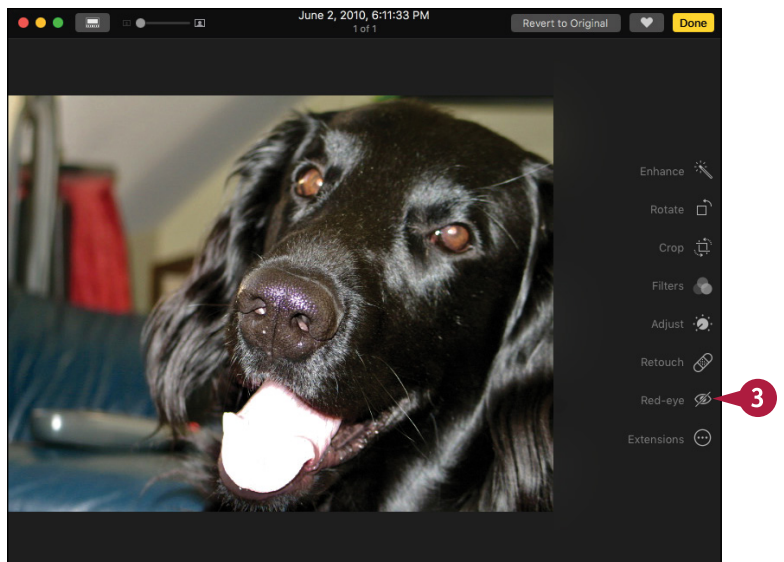 June 2, 2010, 6:11:33 PM
1 of 1
Revert to Original
Done
Enhance
Rotate
Crop
Filters
Adjust
Retouch
Red-eye
3
Extensions